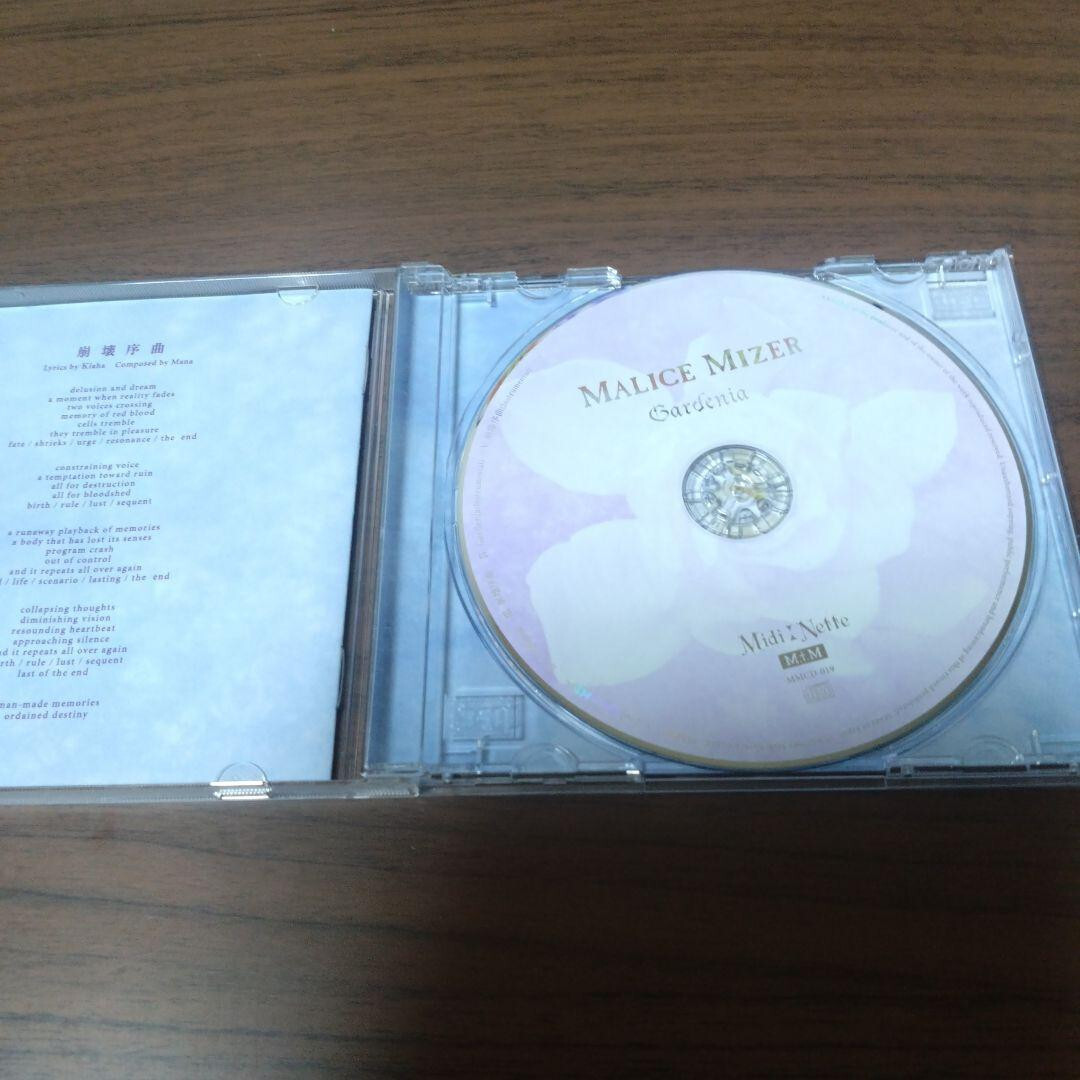 崩壊序曲
Lyrics by Kiaha Composed by Mana
delusion and dream
a moment when reality fades
two voices crossing
memory of red blood
cells tremble
they tremble in pleasure
fate / shrieks / urge / resonance / the end
constraining voice
a temptation toward ruin
all for destruction
all for bloodshed
birth / rule / lust / sequent
a runaway playback of memories
a body that has lost its senses
program crash
out of control
and it repeats all over again
/ life / scenario / lasting / the end
collapsing thoughts
diminishing vision
resounding heartbeat
approaching silence
it repeats all over again
/ rule / lust / sequent
last of the end
man-made memories
ordained destiny
MALICE MIZER
Gardenia
Midi Nette
M†M
MMCD-019